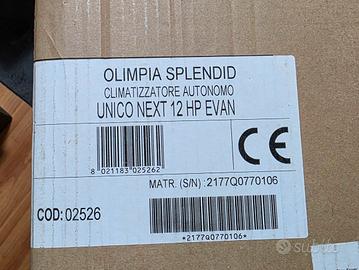 OLIMPIA SPLENDID
CLIMATIZZATORE AUTONOMO
UNICO NEXT 12 HP EVAN
8 021183 025262
CE
MATR. (S/N) : 2177Q0770106
COD: 02526
*2177Q0770106*
subito